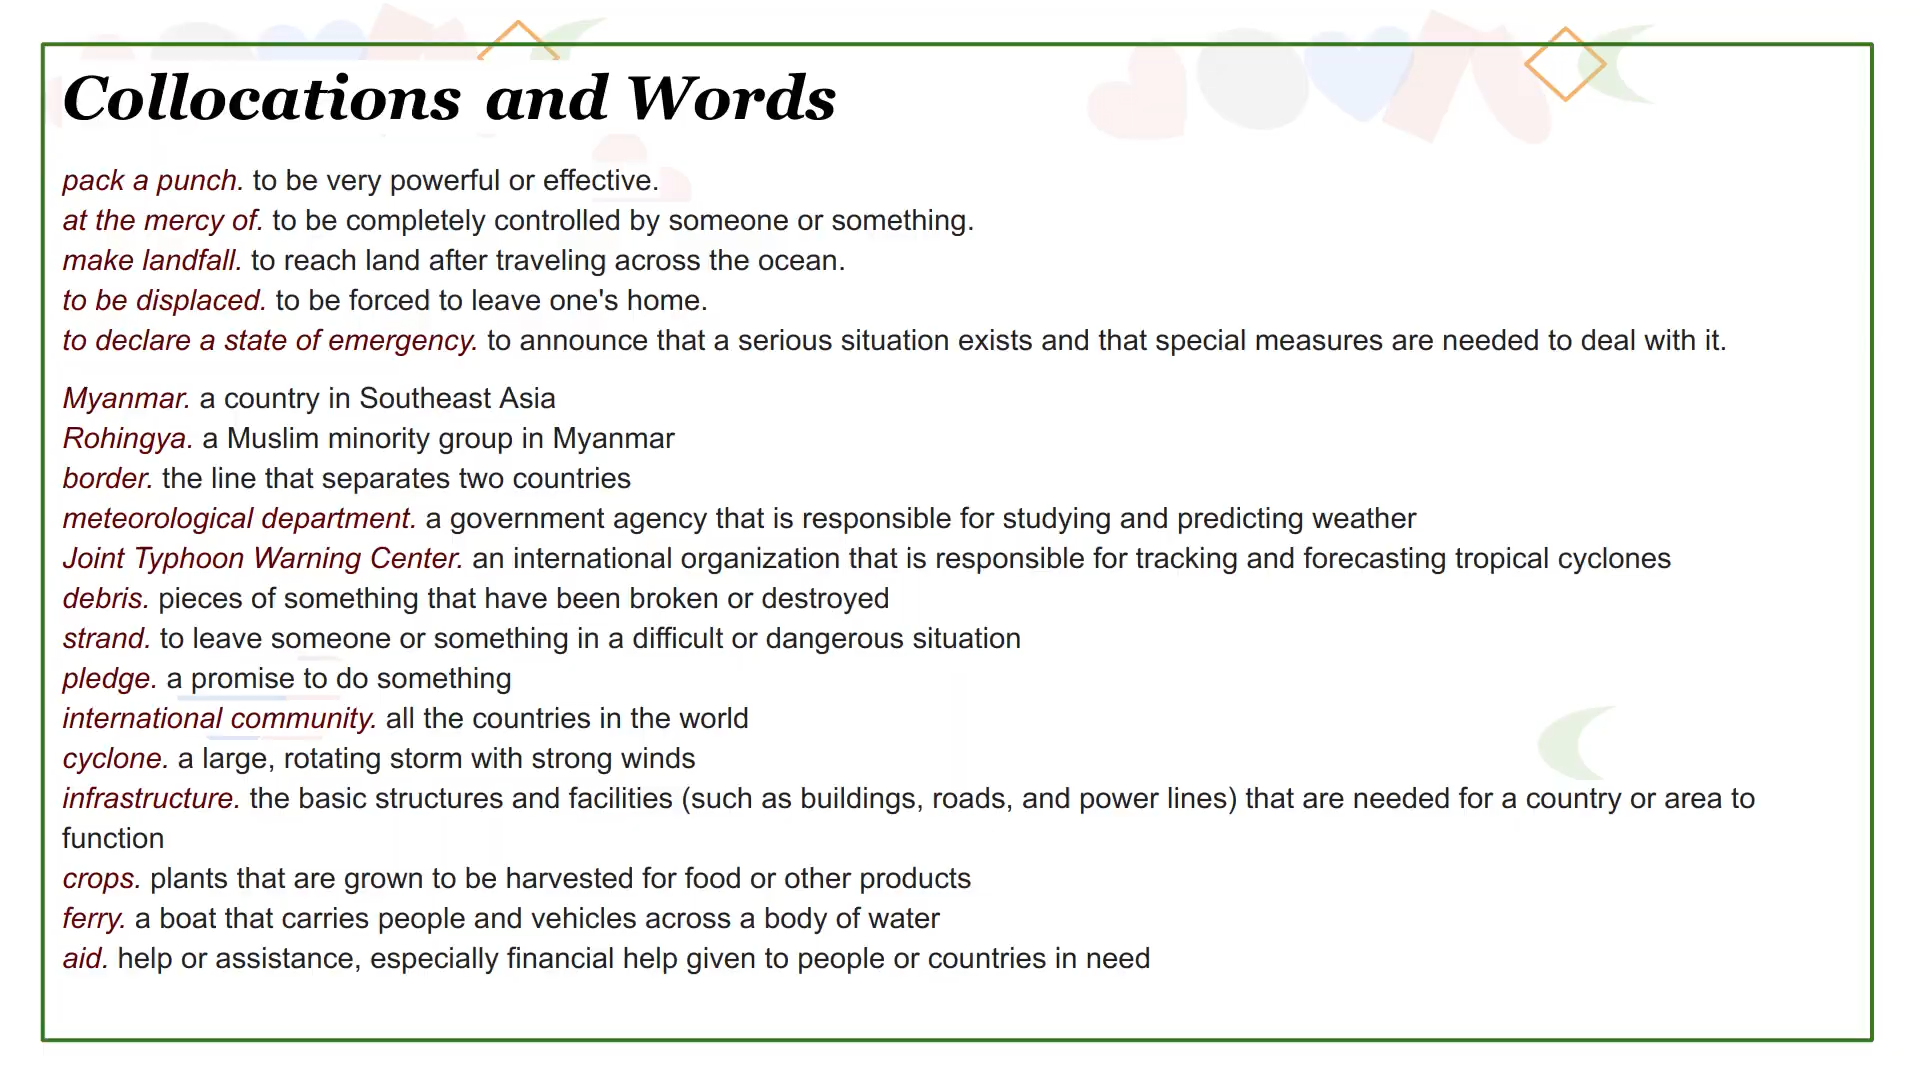 Collocations and Words
pack a punch. to be very powerful or effective.
at the mercy of. to be completely controlled by someone or something.
make landfall. to reach land after traveling across the ocean.
to be displaced. to be forced to leave one's home.
to declare a state of emergency. to announce that a serious situation exists and that special measures are needed to deal with it.
Myanmar. a country in Southeast Asia
Rohingya. a Muslim minority group in Myanmar
border. the line that separates two countries
meteorological department. a government agency that is responsible for studying and predicting weather
Joint Typhoon Warning Center. an international organization that is responsible for tracking and forecasting tropical cyclones
debris. pieces of something that have been broken or destroyed
strand. to leave someone or something in a difficult or dangerous situation
pledge. a promise to do something
international community. all the countries in the world
cyclone. a large, rotating storm with strong winds
infrastructure. the basic structures and facilities (such as buildings, roads, and power lines) that are needed for a country or area to
function
crops. plants that are grown to be harvested for food or other products
ferry. a boat that carries people and vehicles across a body of water
aid. help or assistance, especially financial help given to people or countries in need